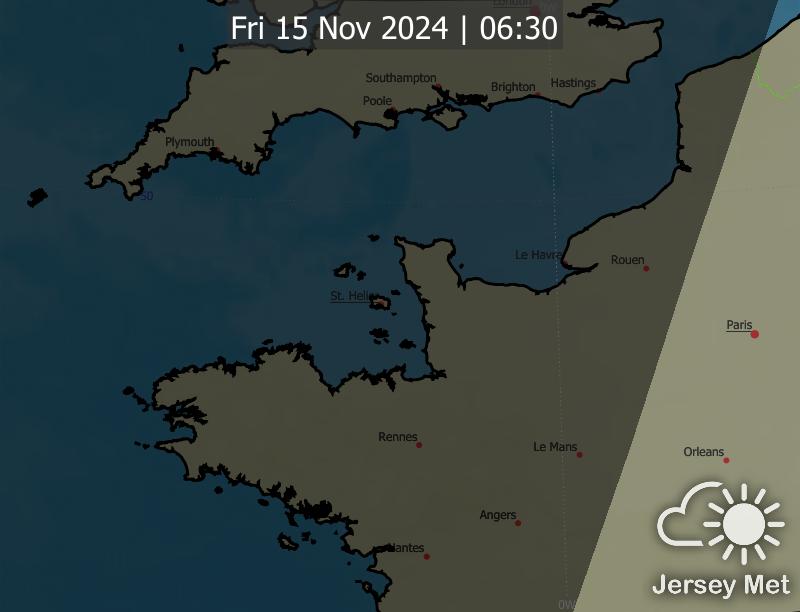 London
0W
Fri 15 Nov 2024 | 06:30
Southampton
Brighton
Hastings
Poole
Plymouth
50
Le Havre
Rouen
St. Helier
Paris
Rennes
Le Mans
Orleans
Angers
Nantes
Jersey Met
0W